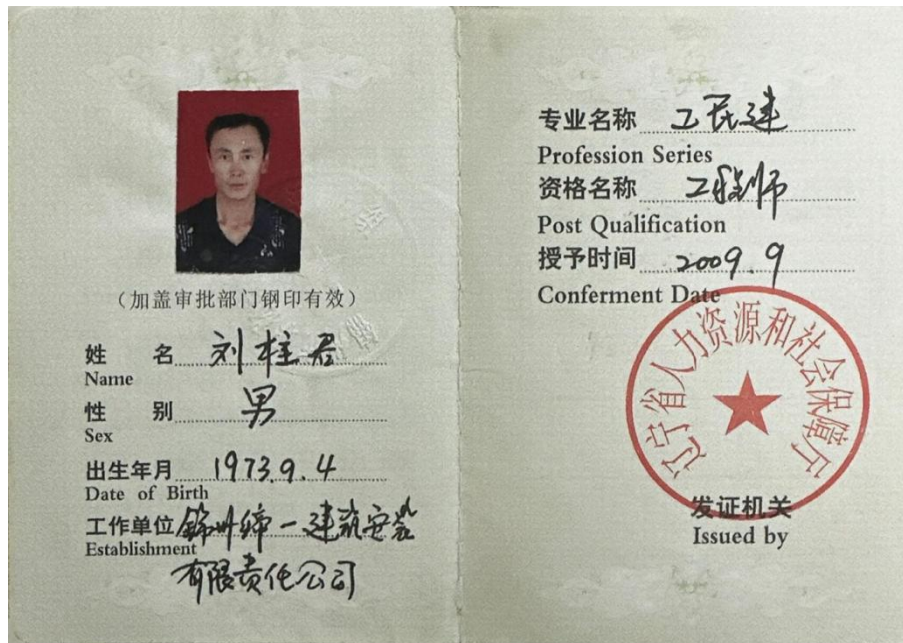 （加盖审批部门钢印有效）
姓 名 刘柱君
Name
性 别 男
Sex
出生年月 1973.9.4
Date of Birth
工作单位 锦州缔一建筑安装
Establishment
有限责任公司
专业名称 工民建
Profession Series
资格名称 工程师
Post Qualification
授予时间 2009.9
Conferment Date
辽宁省人力资源和社会保障厅
发证机关
Issued by